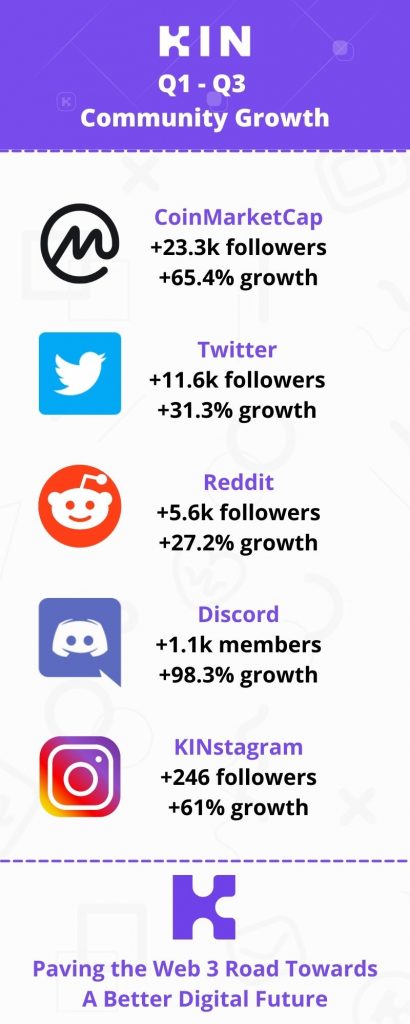 KIN
Q1 - Q3
Community Growth
CoinMarketCap
+23.3k followers
+65.4% growth
Twitter
+11.6k followers
+31.3% growth
Reddit
+5.6k followers
+27.2% growth
Discord
+1.1k members
+98.3% growth
KINstagram
+246 followers
+61% growth
Paving the Web 3 Road Towards
A Better Digital Future